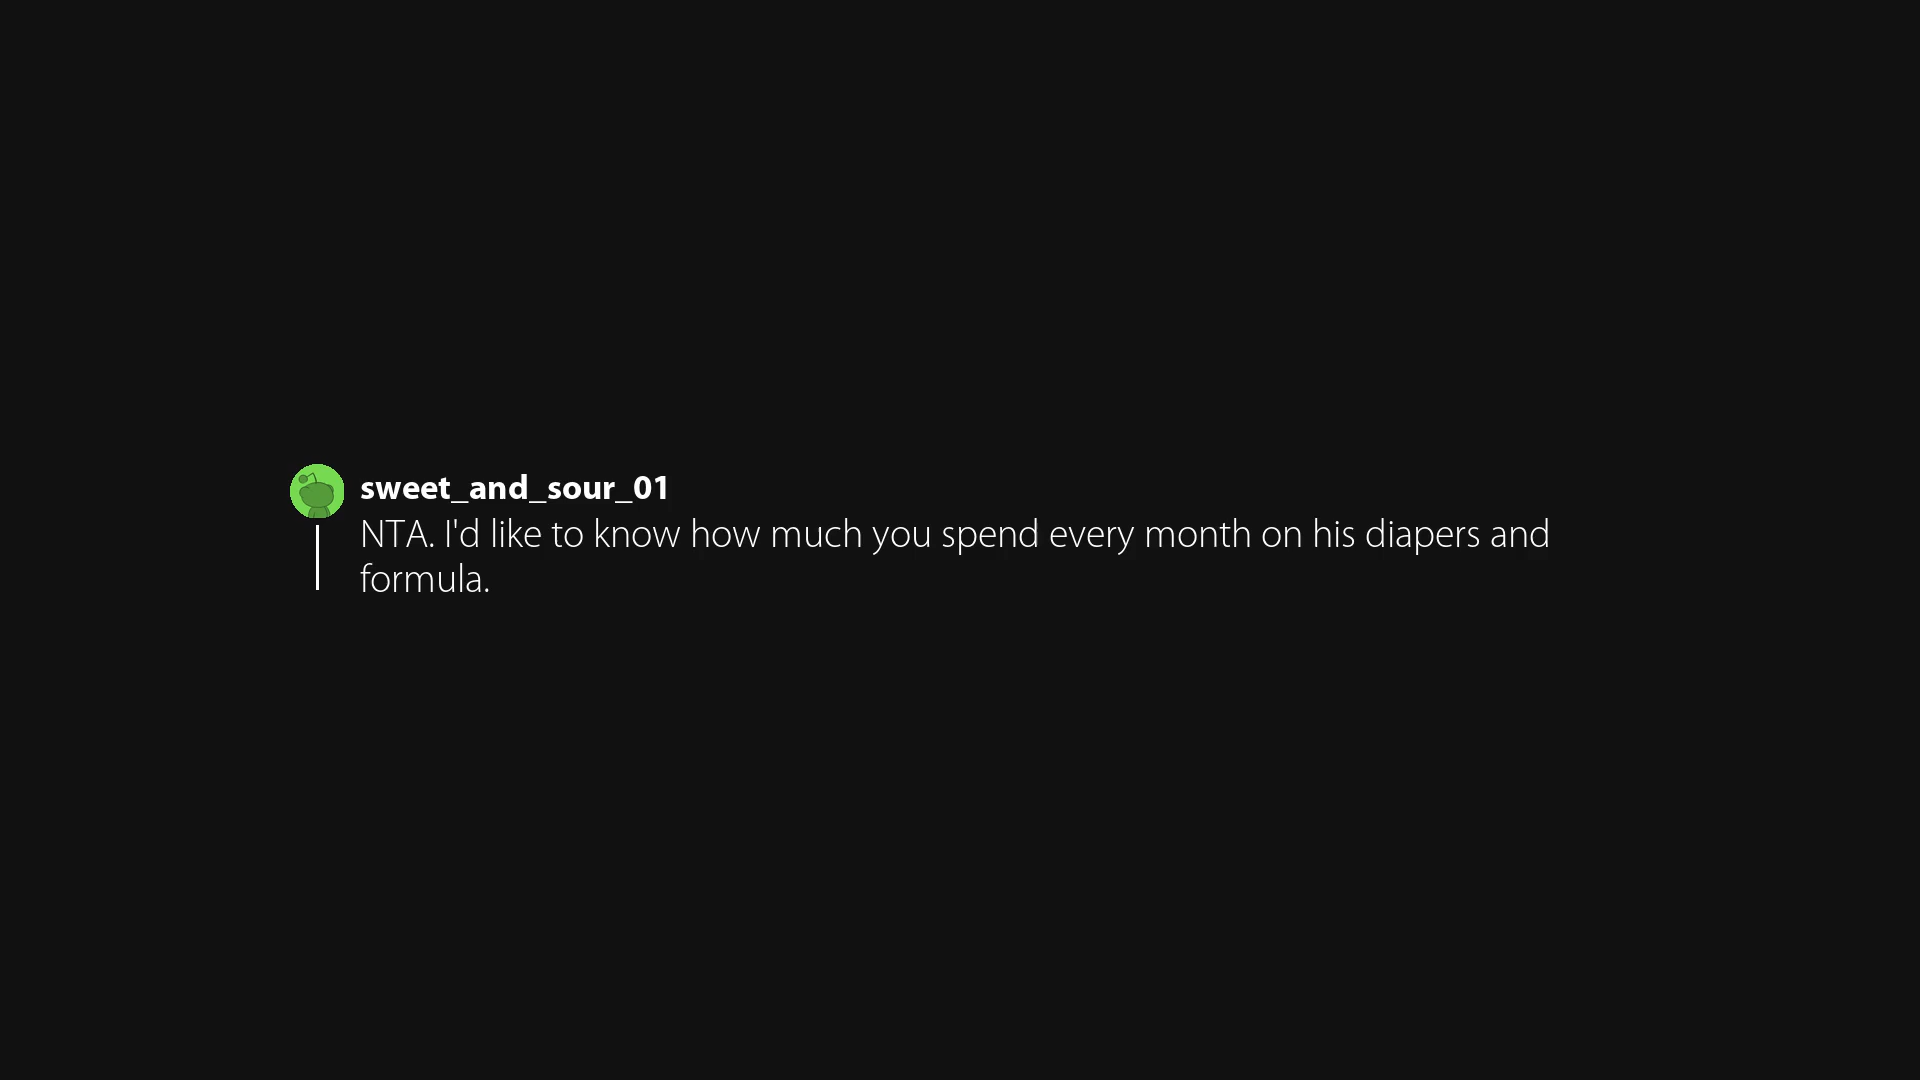 sweet_and_sour_01
NTA. I'd like to know how much you spend every month on his diapers and
formula.